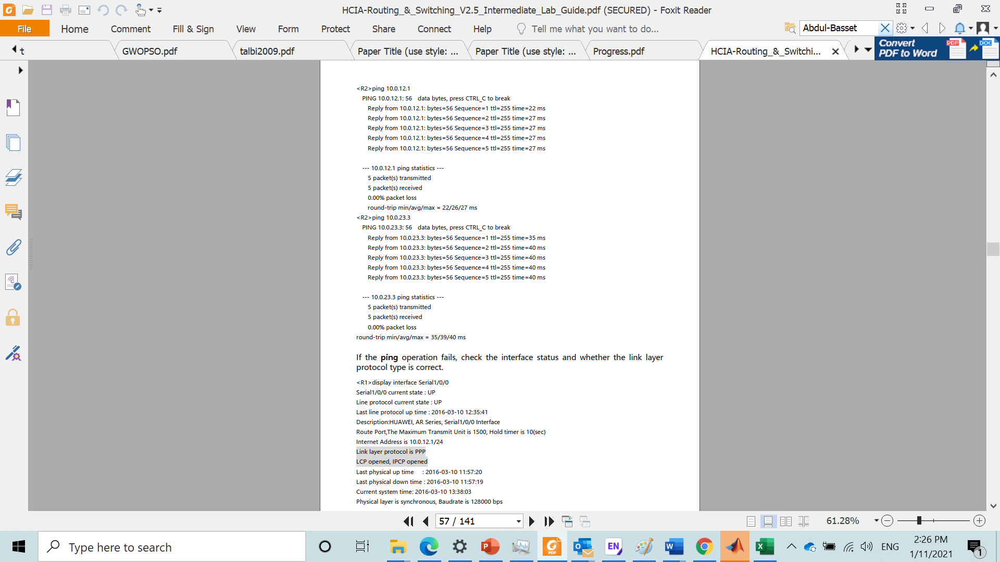 HCIA-Routing_&_Switching_V2.5_Intermediate_Lab_Guide.pdf (SECURED) - Foxit Reader
File Home Comment Fill & Sign View Form Protect Share Connect Help Tell me what you want to do... Abdul-Basset
t GWOPSO.pdf talbi2009.pdf Paper Title (use style: ... Paper Title (use style: ... Progress.pdf HCIA-Routing_&_Switchi...
Convert
PDF to Word
PDF DOC
<R2>ping 10.0.12.1
PING 10.0.12.1: 56 data bytes, press CTRL_C to break
Reply from 10.0.12.1: bytes=56 Sequence=1 ttl=255 time=22 ms
Reply from 10.0.12.1: bytes=56 Sequence=2 ttl=255 time=27 ms
Reply from 10.0.12.1: bytes=56 Sequence=3 ttl=255 time=27 ms
Reply from 10.0.12.1: bytes=56 Sequence=4 ttl=255 time=27 ms
Reply from 10.0.12.1: bytes=56 Sequence=5 ttl=255 time=27 ms
--- 10.0.12.1 ping statistics ---
5 packet(s) transmitted
5 packet(s) received
0.00% packet loss
round-trip min/avg/max = 22/26/27 ms
<R2>ping 10.0.23.3
PING 10.0.23.3: 56 data bytes, press CTRL_C to break
Reply from 10.0.23.3: bytes=56 Sequence=1 ttl=255 time=35 ms
Reply from 10.0.23.3: bytes=56 Sequence=2 ttl=255 time=40 ms
Reply from 10.0.23.3: bytes=56 Sequence=3 ttl=255 time=40 ms
Reply from 10.0.23.3: bytes=56 Sequence=4 ttl=255 time=40 ms
Reply from 10.0.23.3: bytes=56 Sequence=5 ttl=255 time=40 ms
--- 10.0.23.3 ping statistics ---
5 packet(s) transmitted
5 packet(s) received
0.00% packet loss
round-trip min/avg/max = 35/39/40 ms
If the ping operation fails, check the interface status and whether the link layer
protocol type is correct.
<R1>display interface Serial1/0/0
Serial1/0/0 current state : UP
Line protocol current state : UP
Last line protocol up time : 2016-03-10 12:35:41
Description:HUAWEI, AR Series, Serial1/0/0 Interface
Route Port,The Maximum Transmit Unit is 1500, Hold timer is 10(sec)
Internet Address is 10.0.12.1/24
Link layer protocol is PPP
LCP opened, IPCP opened
Last physical up time : 2016-03-10 11:57:20
Last physical down time : 2016-03-10 11:57:19
Current system time: 2016-03-10 13:38:03
Physical layer is synchronous, Baudrate is 128000 bps
57 / 141
61.28%
Type here to search
EN
ENG
2:26 PM
1/11/2021
1